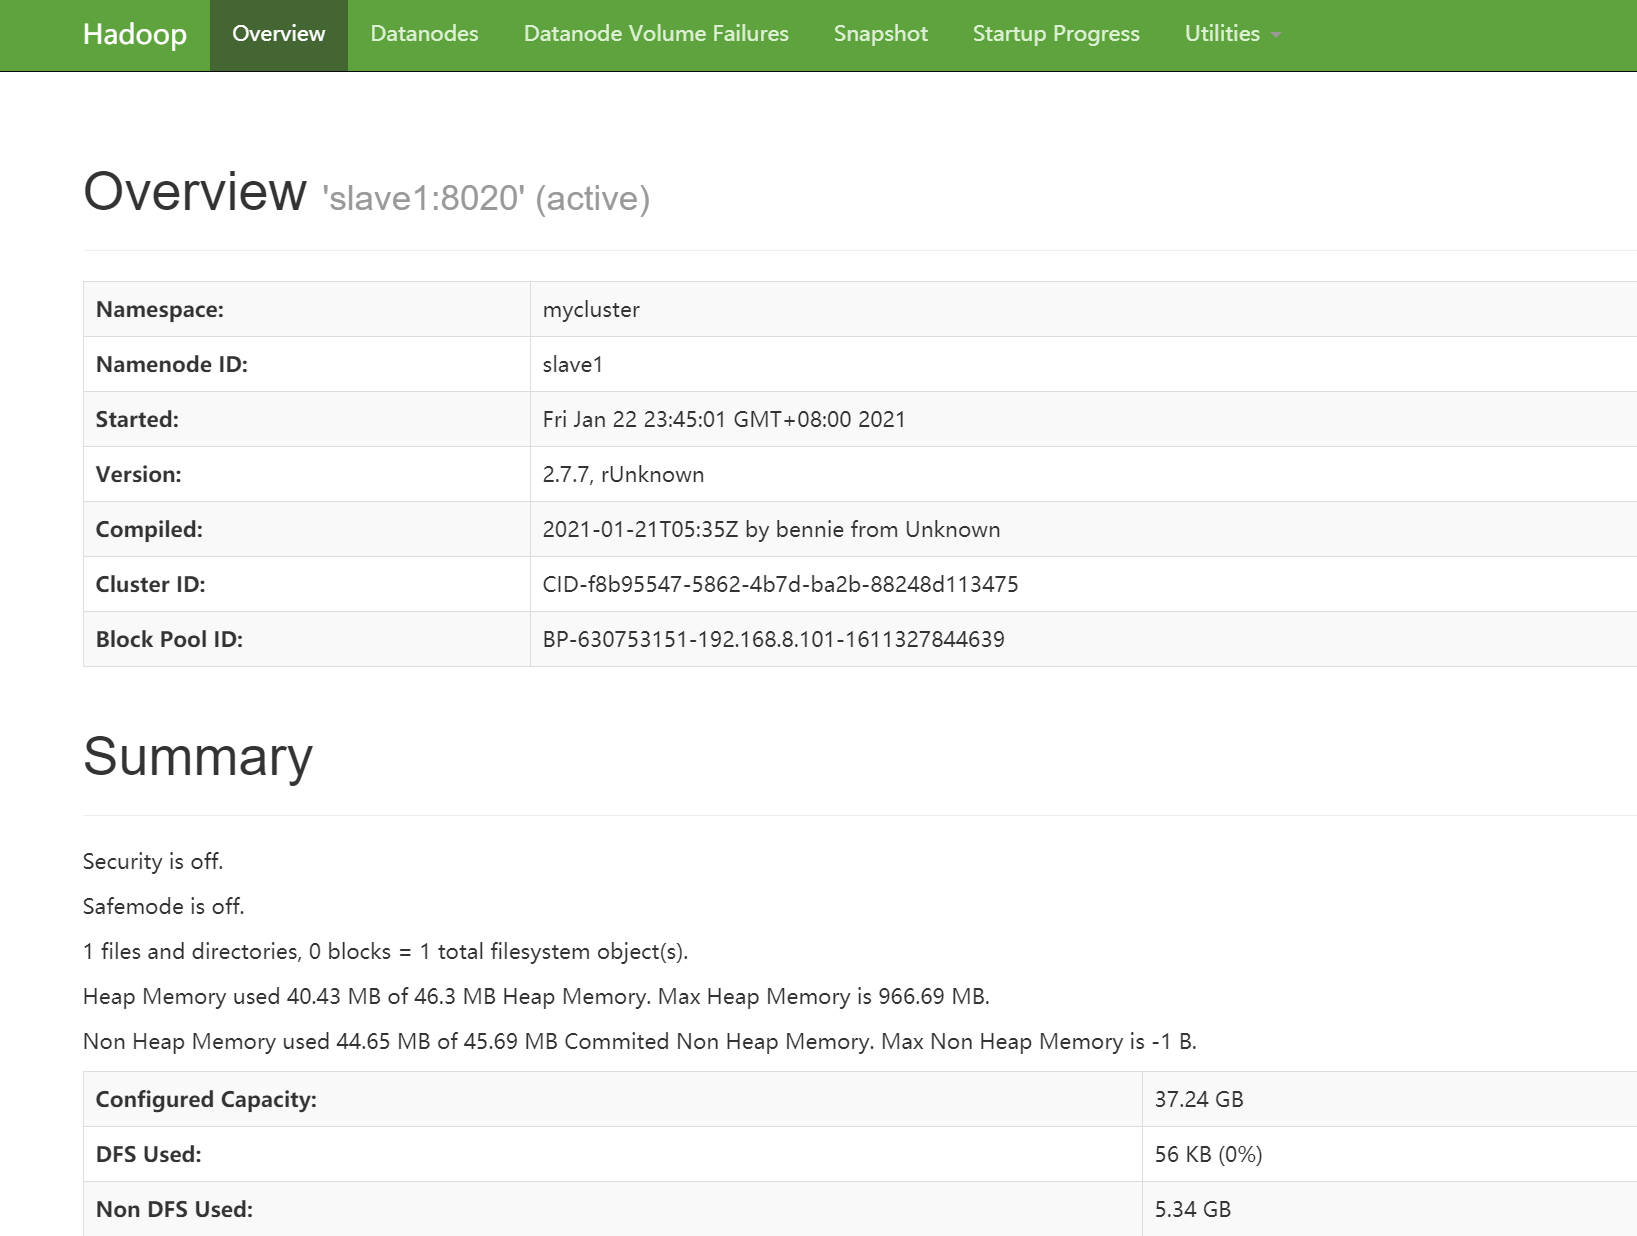 Hadoop Overview Datanodes Datanode Volume Failures Snapshot Startup Progress Utilities
Overview 'slave1:8020' (active)
Namespace: mycluster
Namenode ID: slave1
Started: Fri Jan 22 23:45:01 GMT+08:00 2021
Version: 2.7.7, rUnknown
Compiled: 2021-01-21T05:35Z by bennie from Unknown
Cluster ID: CID-f8b95547-5862-4b7d-ba2b-88248d113475
Block Pool ID: BP-630753151-192.168.8.101-1611327844639
Summary
Security is off.
Safemode is off.
1 files and directories, 0 blocks = 1 total filesystem object(s).
Heap Memory used 40.43 MB of 46.3 MB Heap Memory. Max Heap Memory is 966.69 MB.
Non Heap Memory used 44.65 MB of 45.69 MB Commited Non Heap Memory. Max Non Heap Memory is -1 B.
Configured Capacity: 37.24 GB
DFS Used: 56 KB (0%)
Non DFS Used: 5.34 GB